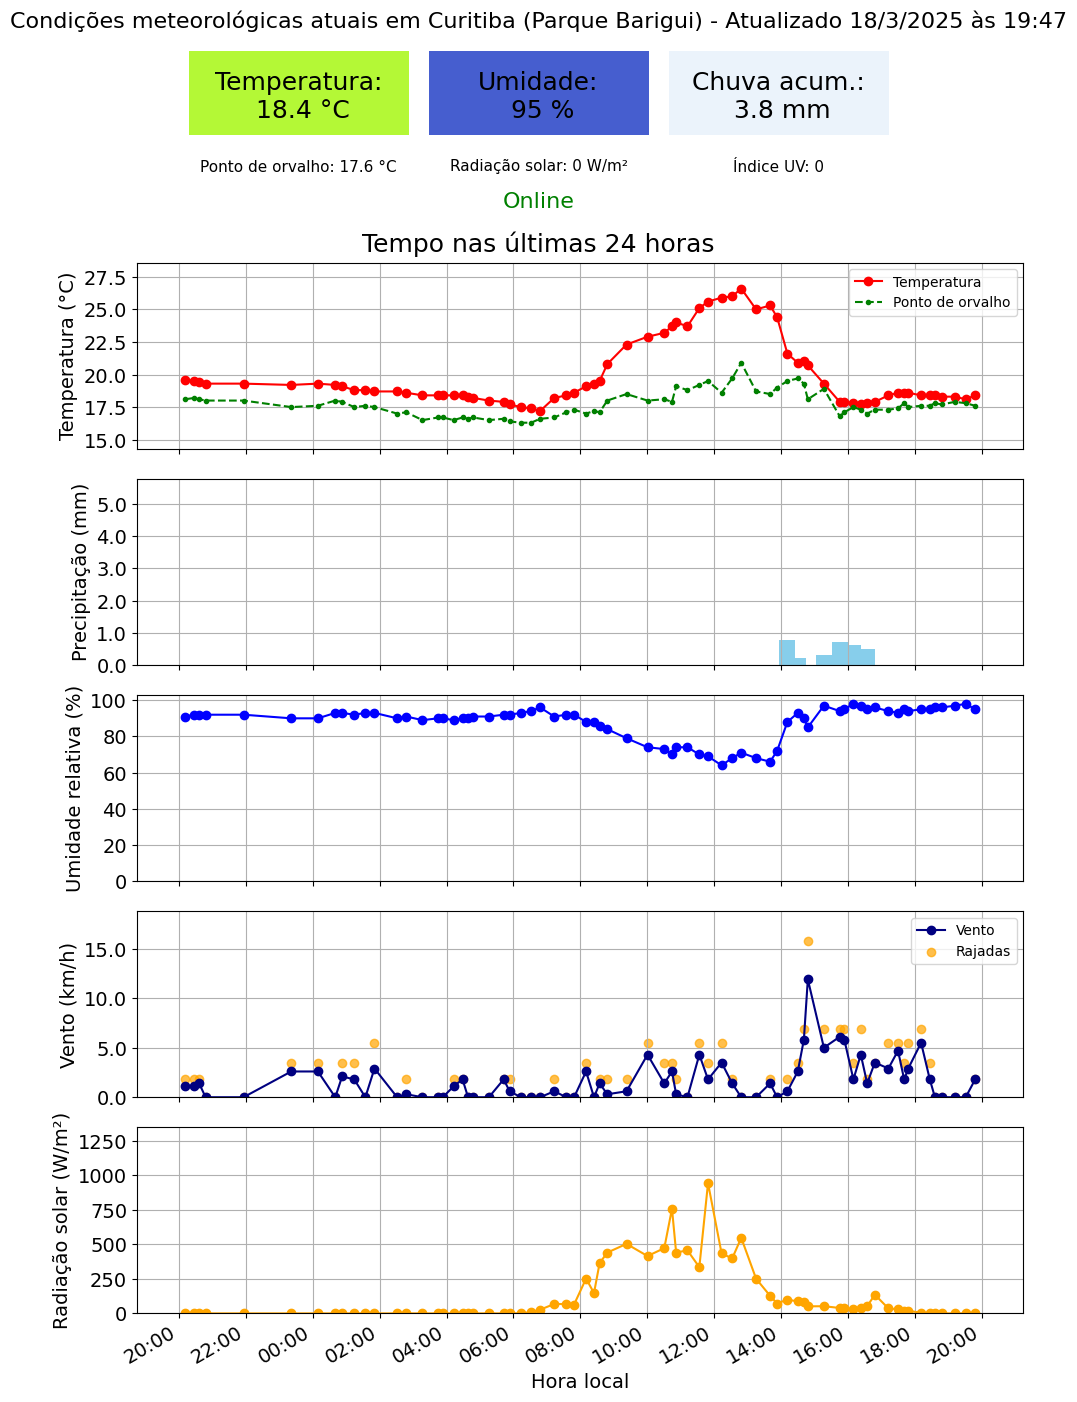 Condições meteorológicas atuais em Curitiba (Parque Barigui) - Atualizado 18/3/2025 às 19:47
Temperatura:
18.4 °C
Umidade:
95 %
Chuva acum.:
3.8 mm
Ponto de orvalho: 17.6 °C
Radiação solar: 0 W/m²
Índice UV: 0
Online
Tempo nas últimas 24 horas
Temperatura (°C)
27.5
25.0
22.5
20.0
17.5
15.0
Temperatura
Ponto de orvalho
Precipitação (mm)
5.0
4.0
3.0
2.0
1.0
0.0
Umidade relativa (%)
100
80
60
40
20
0
Vento (km/h)
15.0
10.0
5.0
0.0
Vento
Rajadas
Radiação solar (W/m²)
1250
1000
750
500
250
0
20:00
22:00
00:00
02:00
04:00
06:00
08:00
10:00
12:00
14:00
16:00
18:00
20:00
Hora local